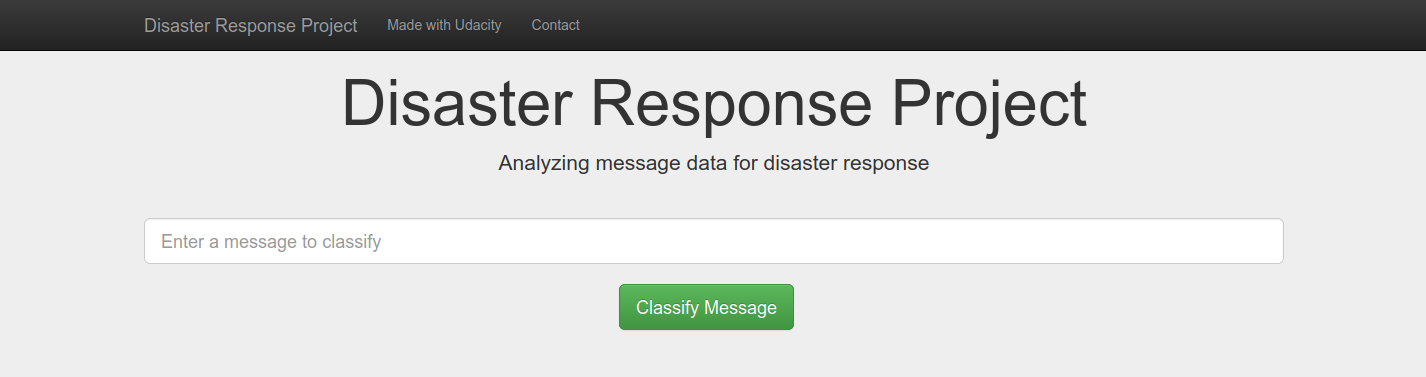 Disaster Response Project Made with Udacity Contact
Disaster Response Project
Analyzing message data for disaster response
Enter a message to classify
Classify Message